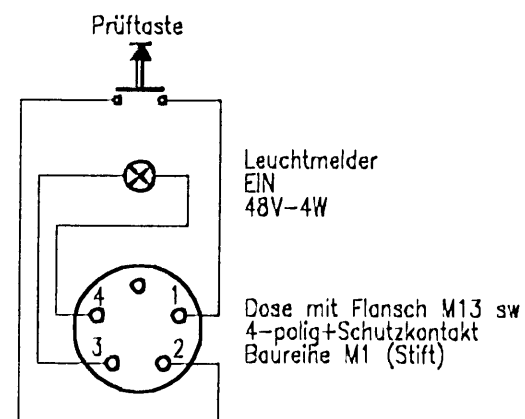 Prüftaste
Leuchtmelder
EIN
48V-4W
4
1
3
2
Dose mit Flansch M13 sw
4-polig+Schutzkontakt
Baureihe M1 (Stift)